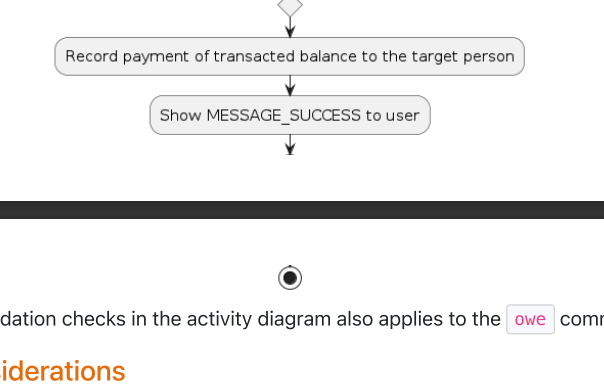 Record payment of transacted balance to the target person
Show MESSAGE_SUCCESS to user
dation checks in the activity diagram also applies to the owe comm
iderations